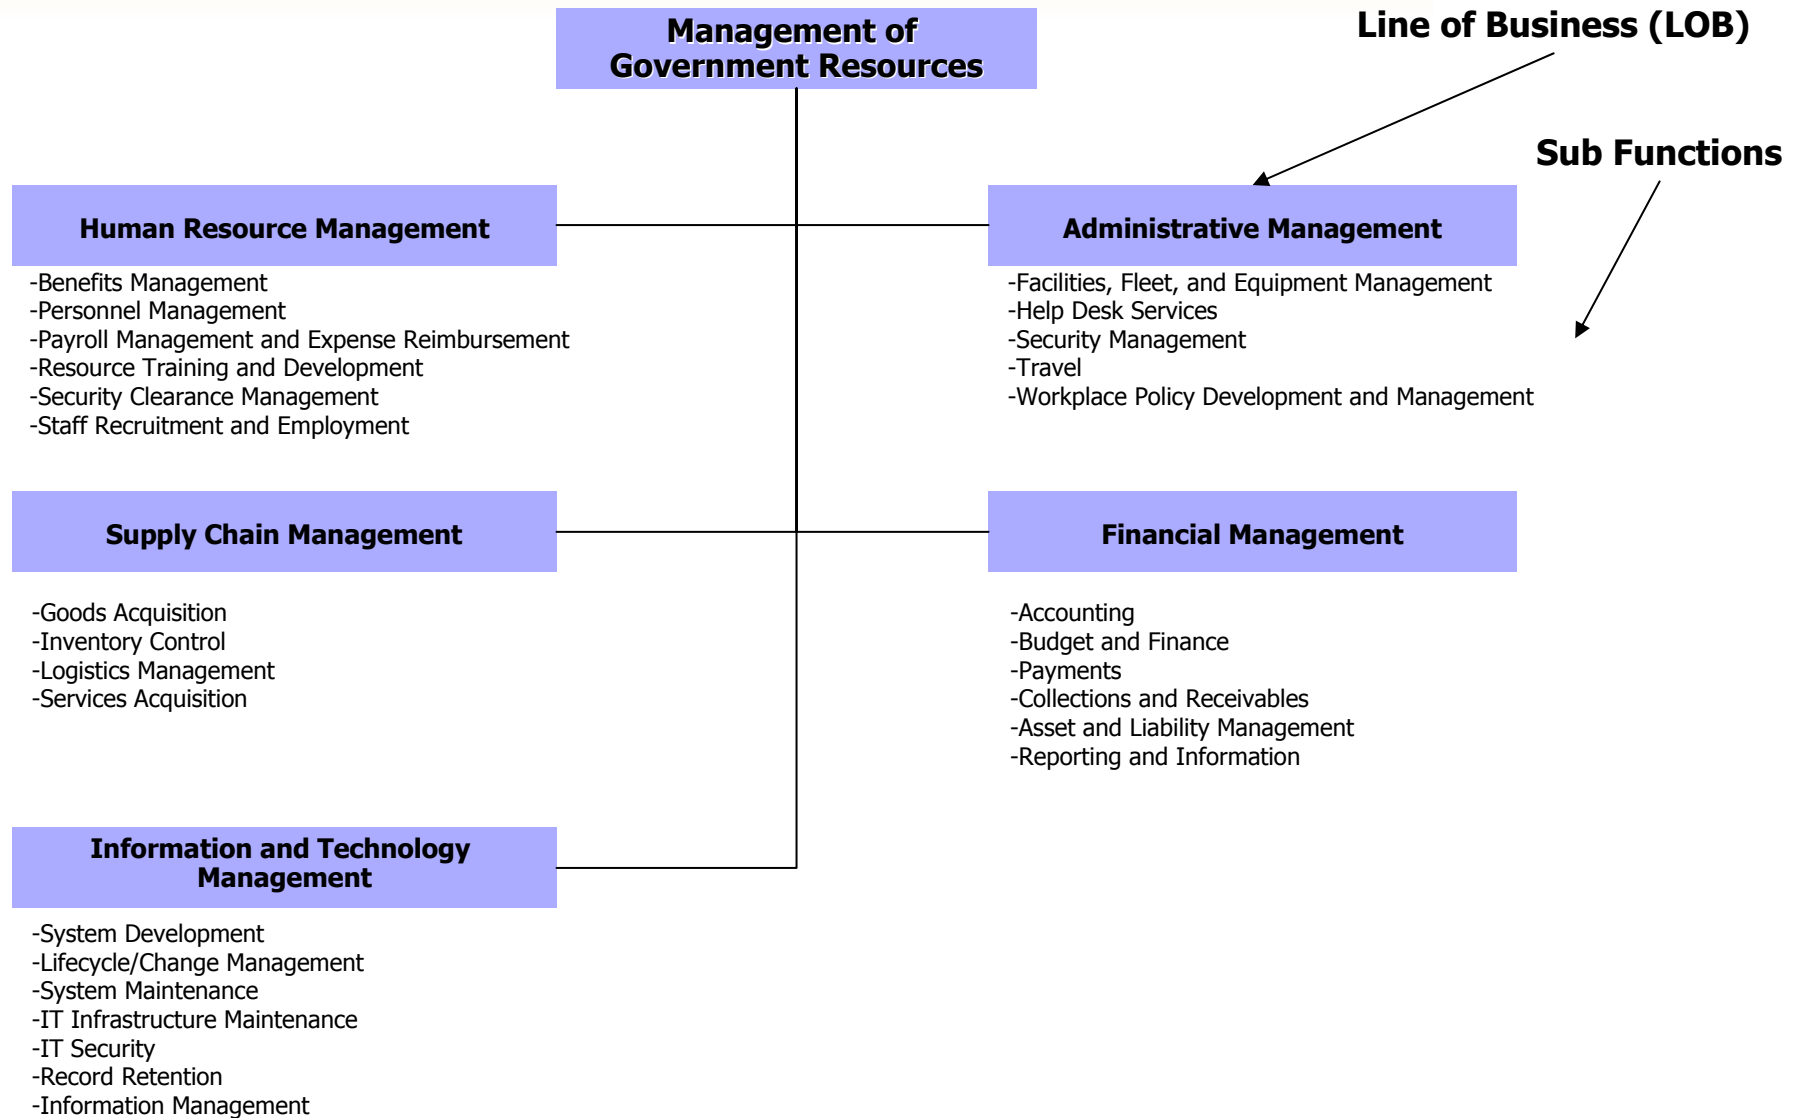 Management of
Government Resources
Line of Business (LOB)
Sub Functions
Human Resource Management
-Benefits Management
-Personnel Management
-Payroll Management and Expense Reimbursement
-Resource Training and Development
-Security Clearance Management
-Staff Recruitment and Employment
Administrative Management
-Facilities, Fleet, and Equipment Management
-Help Desk Services
-Security Management
-Travel
-Workplace Policy Development and Management
Supply Chain Management
-Goods Acquisition
-Inventory Control
-Logistics Management
-Services Acquisition
Financial Management
-Accounting
-Budget and Finance
-Payments
-Collections and Receivables
-Asset and Liability Management
-Reporting and Information
Information and Technology
Management
-System Development
-Lifecycle/Change Management
-System Maintenance
-IT Infrastructure Maintenance
-IT Security
-Record Retention
-Information Management